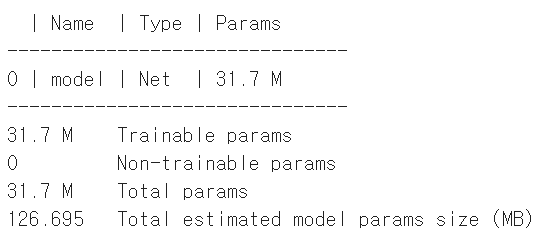 | Name  | Type | Params
-------------------------------
0 | model | Net  | 31.7 M
-------------------------------
31.7 M    Trainable params
0         Non-trainable params
31.7 M    Total params
126.695   Total estimated model params size (MB)